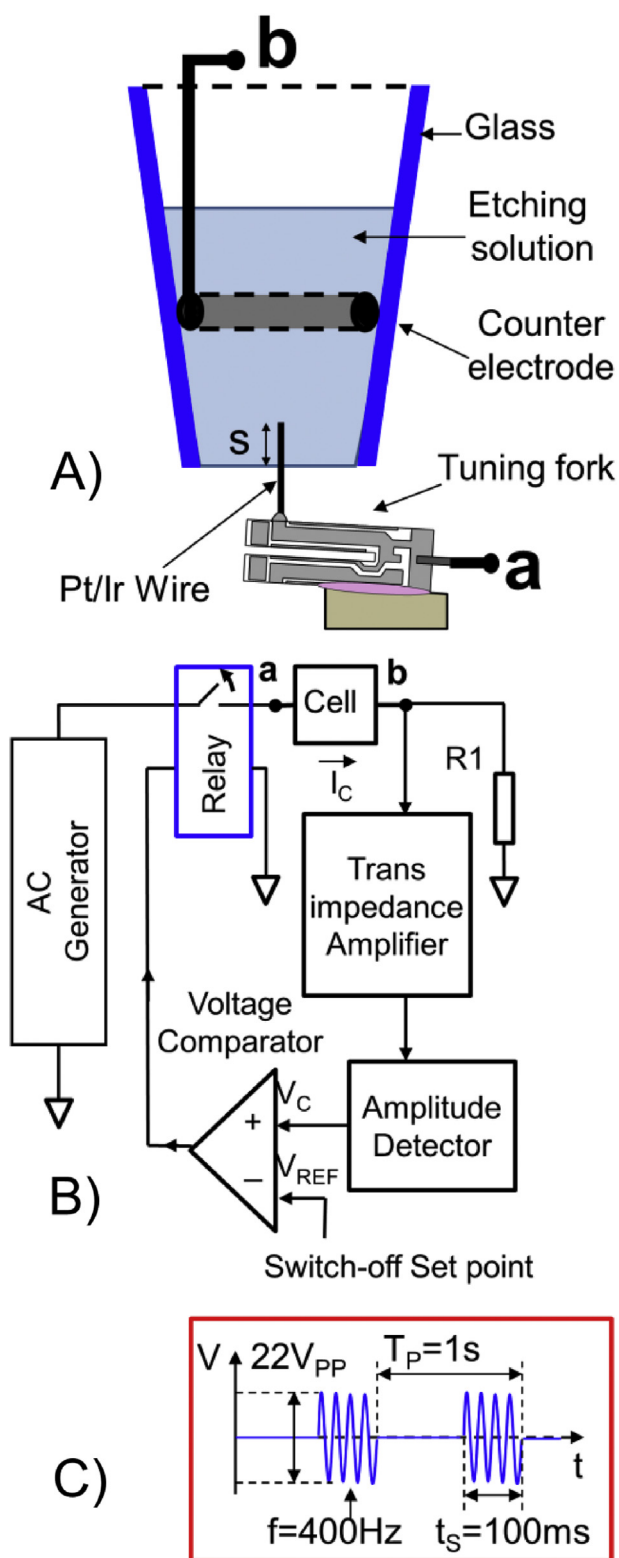 b
Glass
Etching
solution
Counter
electrode
S
A)
Tuning fork
a
Pt/Ir Wire
a
b
Cell
Relay
I_C
R1
AC
Generator
Trans
impedance
Amplifier
Voltage
Comparator
V_C
+
Amplitude
Detector
V_REF
–
B)
Switch-off Set point
V
22V_PP
T_P=1s
t
C)
f=400Hz
t_S=100ms